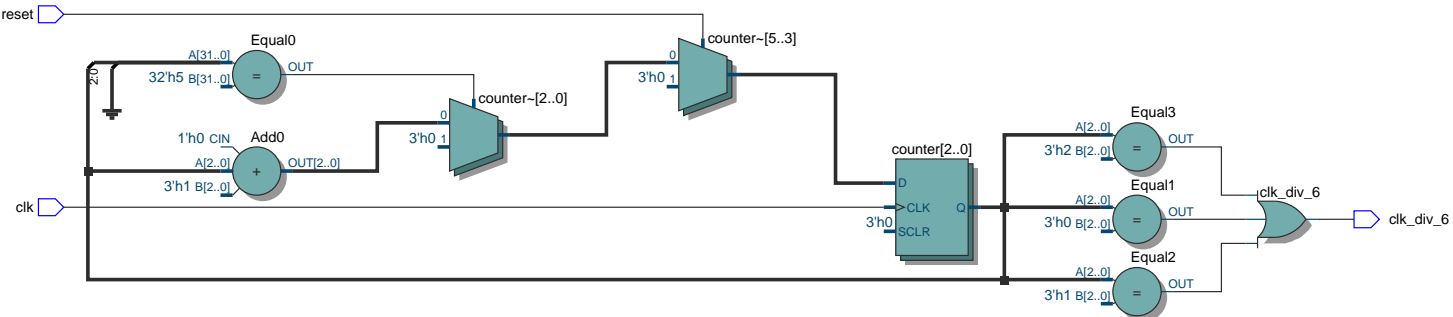 reset
counter~[5..3]
0
3'h0 1
Equal0
A[31..0]
32'h5 B[31..0]
=
OUT
2:0
counter~[2..0]
0
3'h0 1
Add0
1'h0 CIN
A[2..0]
3'h1 B[2..0]
+
OUT[2..0]
clk
counter[2..0]
D
CLK
3'h0 SCLR
Q
Equal3
A[2..0]
3'h2 B[2..0]
=
OUT
Equal1
A[2..0]
3'h0 B[2..0]
=
OUT
Equal2
A[2..0]
3'h1 B[2..0]
=
OUT
clk_div_6
clk_div_6